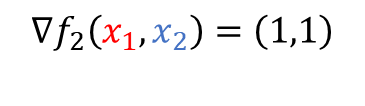 ∇f₂(x₁,x₂) = (1,1)